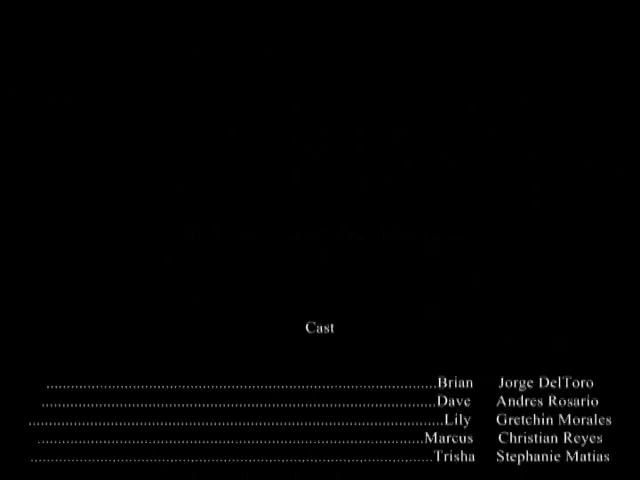 Cast
..........................................................................................Brian Jorge DelToro
...........................................................................................Dave Andres Rosario
................................................................................................Lily Gretchin Morales
.........................................................................................Marcus Christian Reyes
.............................................................................................Trisha Stephanie Matias